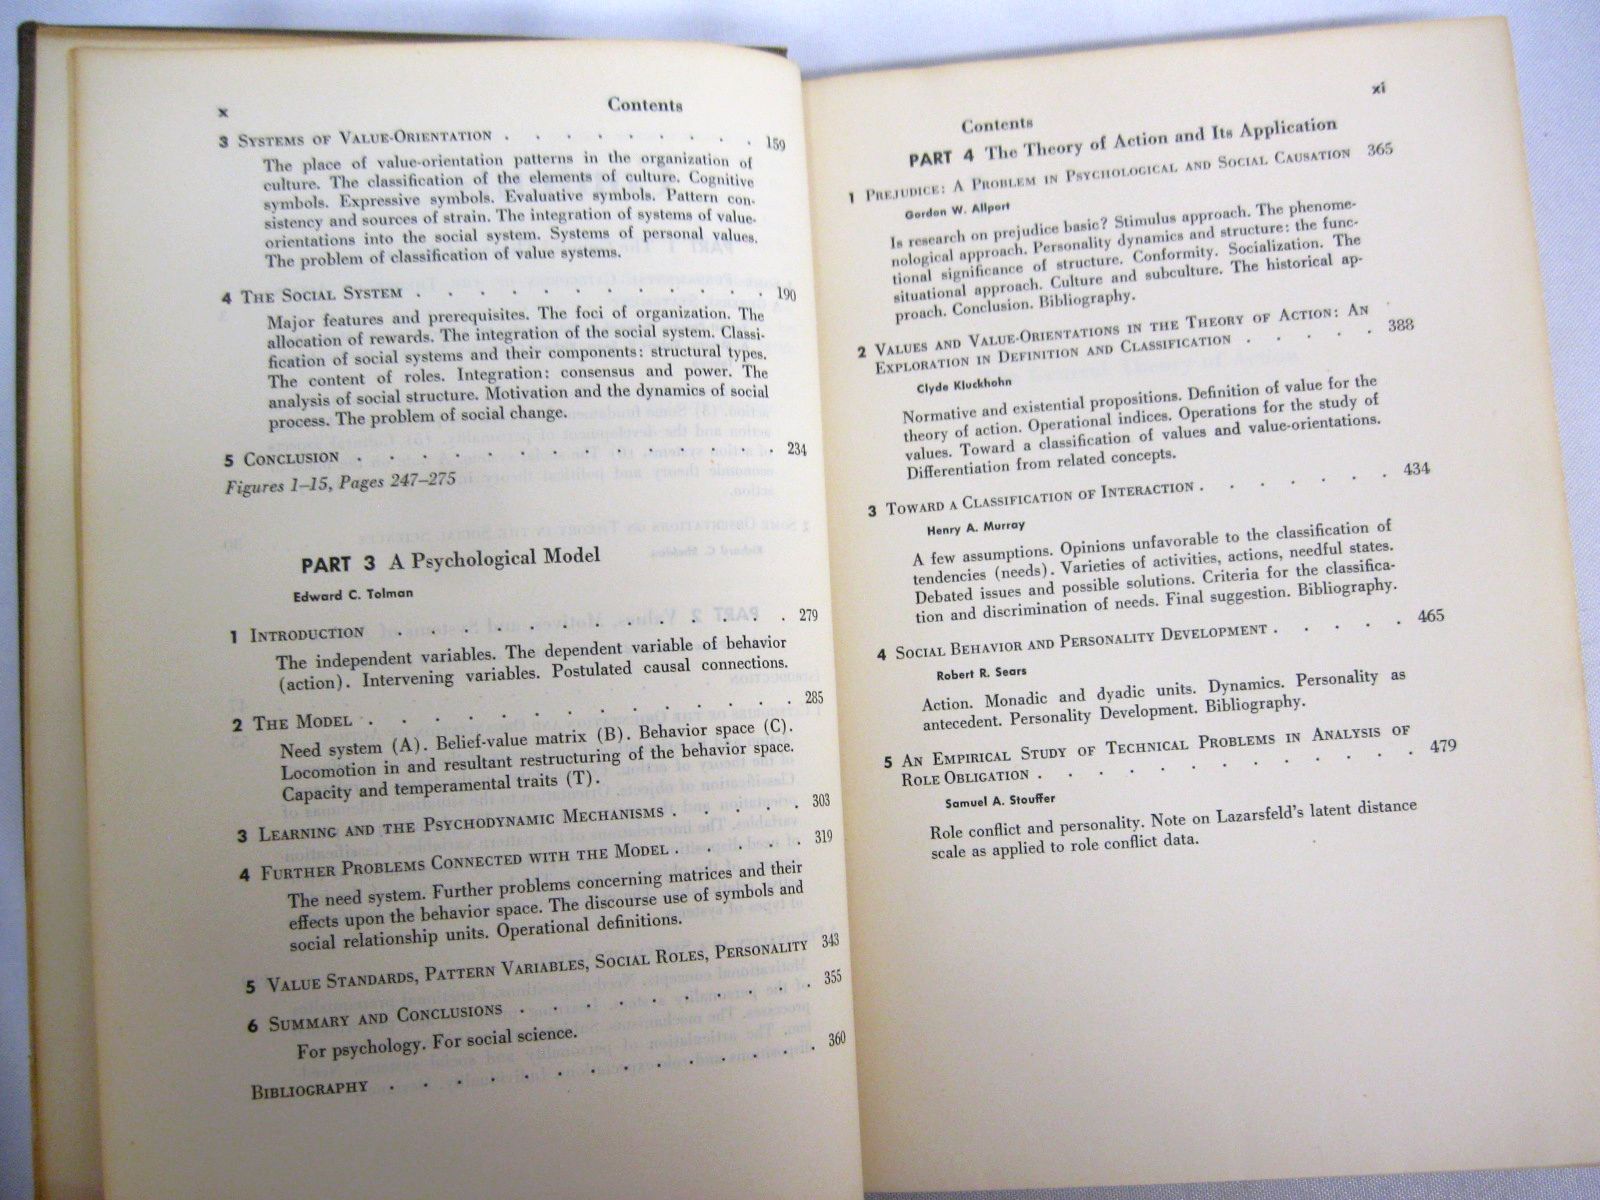 x
Contents
3 Systems of Value-Orientation . . . . . . . . . 159
The place of value-orientation patterns in the organization of
culture. The classification of the elements of culture. Cognitive
symbols. Expressive symbols. Evaluative symbols. Pattern con-
sistency and sources of strain. The integration of systems of value-
orientations into the social system. Systems of personal values.
The problem of classification of value systems.
4 The Social System . . . . . . . . . . . 190
Major features and prerequisites. The foci of organization. The
allocation of rewards. The integration of the social system. Classi-
fication of social systems and their components: structural types.
The content of roles. Integration: consensus and power. The
analysis of social structure. Motivation and the dynamics of social
process. The problem of social change.
5 Conclusion . . . . . . . . . . . . . 234
Figures 1–15, Pages 247–275
PART 3 A Psychological Model
Edward C. Tolman
1 Introduction . . . . . . . . . . . . . 279
The independent variables. The dependent variable of behavior
(action). Intervening variables. Postulated causal connections.
2 The Model . . . . . . . . . . . . . 285
Need system (A). Belief-value matrix (B). Behavior space (C).
Locomotion in and resultant restructuring of the behavior space.
Capacity and temperamental traits (T).
3 Learning and the Psychodynamic Mechanisms . . . . . 303
4 Further Problems Connected with the Model . . . . . 319
The need system. Further problems concerning matrices and their
effects upon the behavior space. The discourse use of symbols and
social relationship units. Operational definitions.
5 Value Standards, Pattern Variables, Social Roles, Personality 343
6 Summary and Conclusions . . . . . . . . . 355
For psychology. For social science.
Bibliography . . . . . . . . . . . . . 360
xi
Contents
PART 4 The Theory of Action and Its Application
1 Prejudice: A Problem in Psychological and Social Causation 365
Gordon W. Allport
Is research on prejudice basic? Stimulus approach. The phenome-
nological approach. Personality dynamics and structure: the func-
tional significance of structure. Conformity. Socialization. The
situational approach. Culture and subculture. The historical ap-
proach. Conclusion. Bibliography.
2 Values and Value-Orientations in the Theory of Action: An
Exploration in Definition and Classification . . . . 388
Clyde Kluckhohn
Normative and existential propositions. Definition of value for the
theory of action. Operational indices. Operations for the study of
values. Toward a classification of values and value-orientations.
Differentiation from related concepts.
3 Toward a Classification of Interaction . . . . . . . 434
Henry A. Murray
A few assumptions. Opinions unfavorable to the classification of
tendencies (needs). Varieties of activities, actions, needful states.
Debated issues and possible solutions. Criteria for the classifica-
tion and discrimination of needs. Final suggestion. Bibliography.
4 Social Behavior and Personality Development . . . . . 465
Robert R. Sears
Action. Monadic and dyadic units. Dynamics. Personality as
antecedent. Personality Development. Bibliography.
5 An Empirical Study of Technical Problems in Analysis of
Role Obligation . . . . . . . . . . . . 479
Samuel A. Stouffer
Role conflict and personality. Note on Lazarsfeld's latent distance
scale as applied to role conflict data.